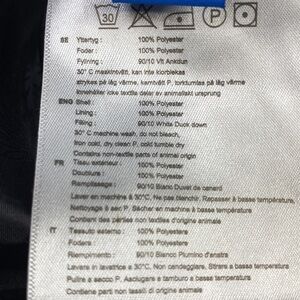 30 P
SE Yttertyg: 100% Polyester
Foder: 100% Polyester
Fyllning: 90/10 Vit Ankdun
30° C maskintvätt, kan inte klorblekas
strykes på låg värme, kemtvätt P, torktumlas på låg värme
Innehåller icke textila delar av animaliskt ursprung
ENG Shell: 100% Polyester
Lining: 100% Polyester
Filling: 90/10 White Duck down
30° C machine wash, do not bleach,
Iron cold, dry clean P. cold tumble dry
Contains non-textile parts of animal origin
FR Tissu extérieur: 100% Polyester
Doublure: 100% Polyester
Remplissage: 90/10 Blanc Duvet de canard
Laver en machine à 30°C, Ne pas blanchir, Repasser à basse température
Nettoyage à sec P. Sécher en machine à basse température
Contient des parties non textiles d'origine animale
IT Tessuto esterno: 100% Poliestere
Fodera: 100% Poliestere
Riempimento: 90/10 Bianco Piumino d'anatra
Lavare in lavatrice a 30°C, Non candeggiare, Stirare a bassa temperatura
Pulire a secco P, Asciugare a tamburo a bassa temperatura
Contiene parti non tessili di origine animale